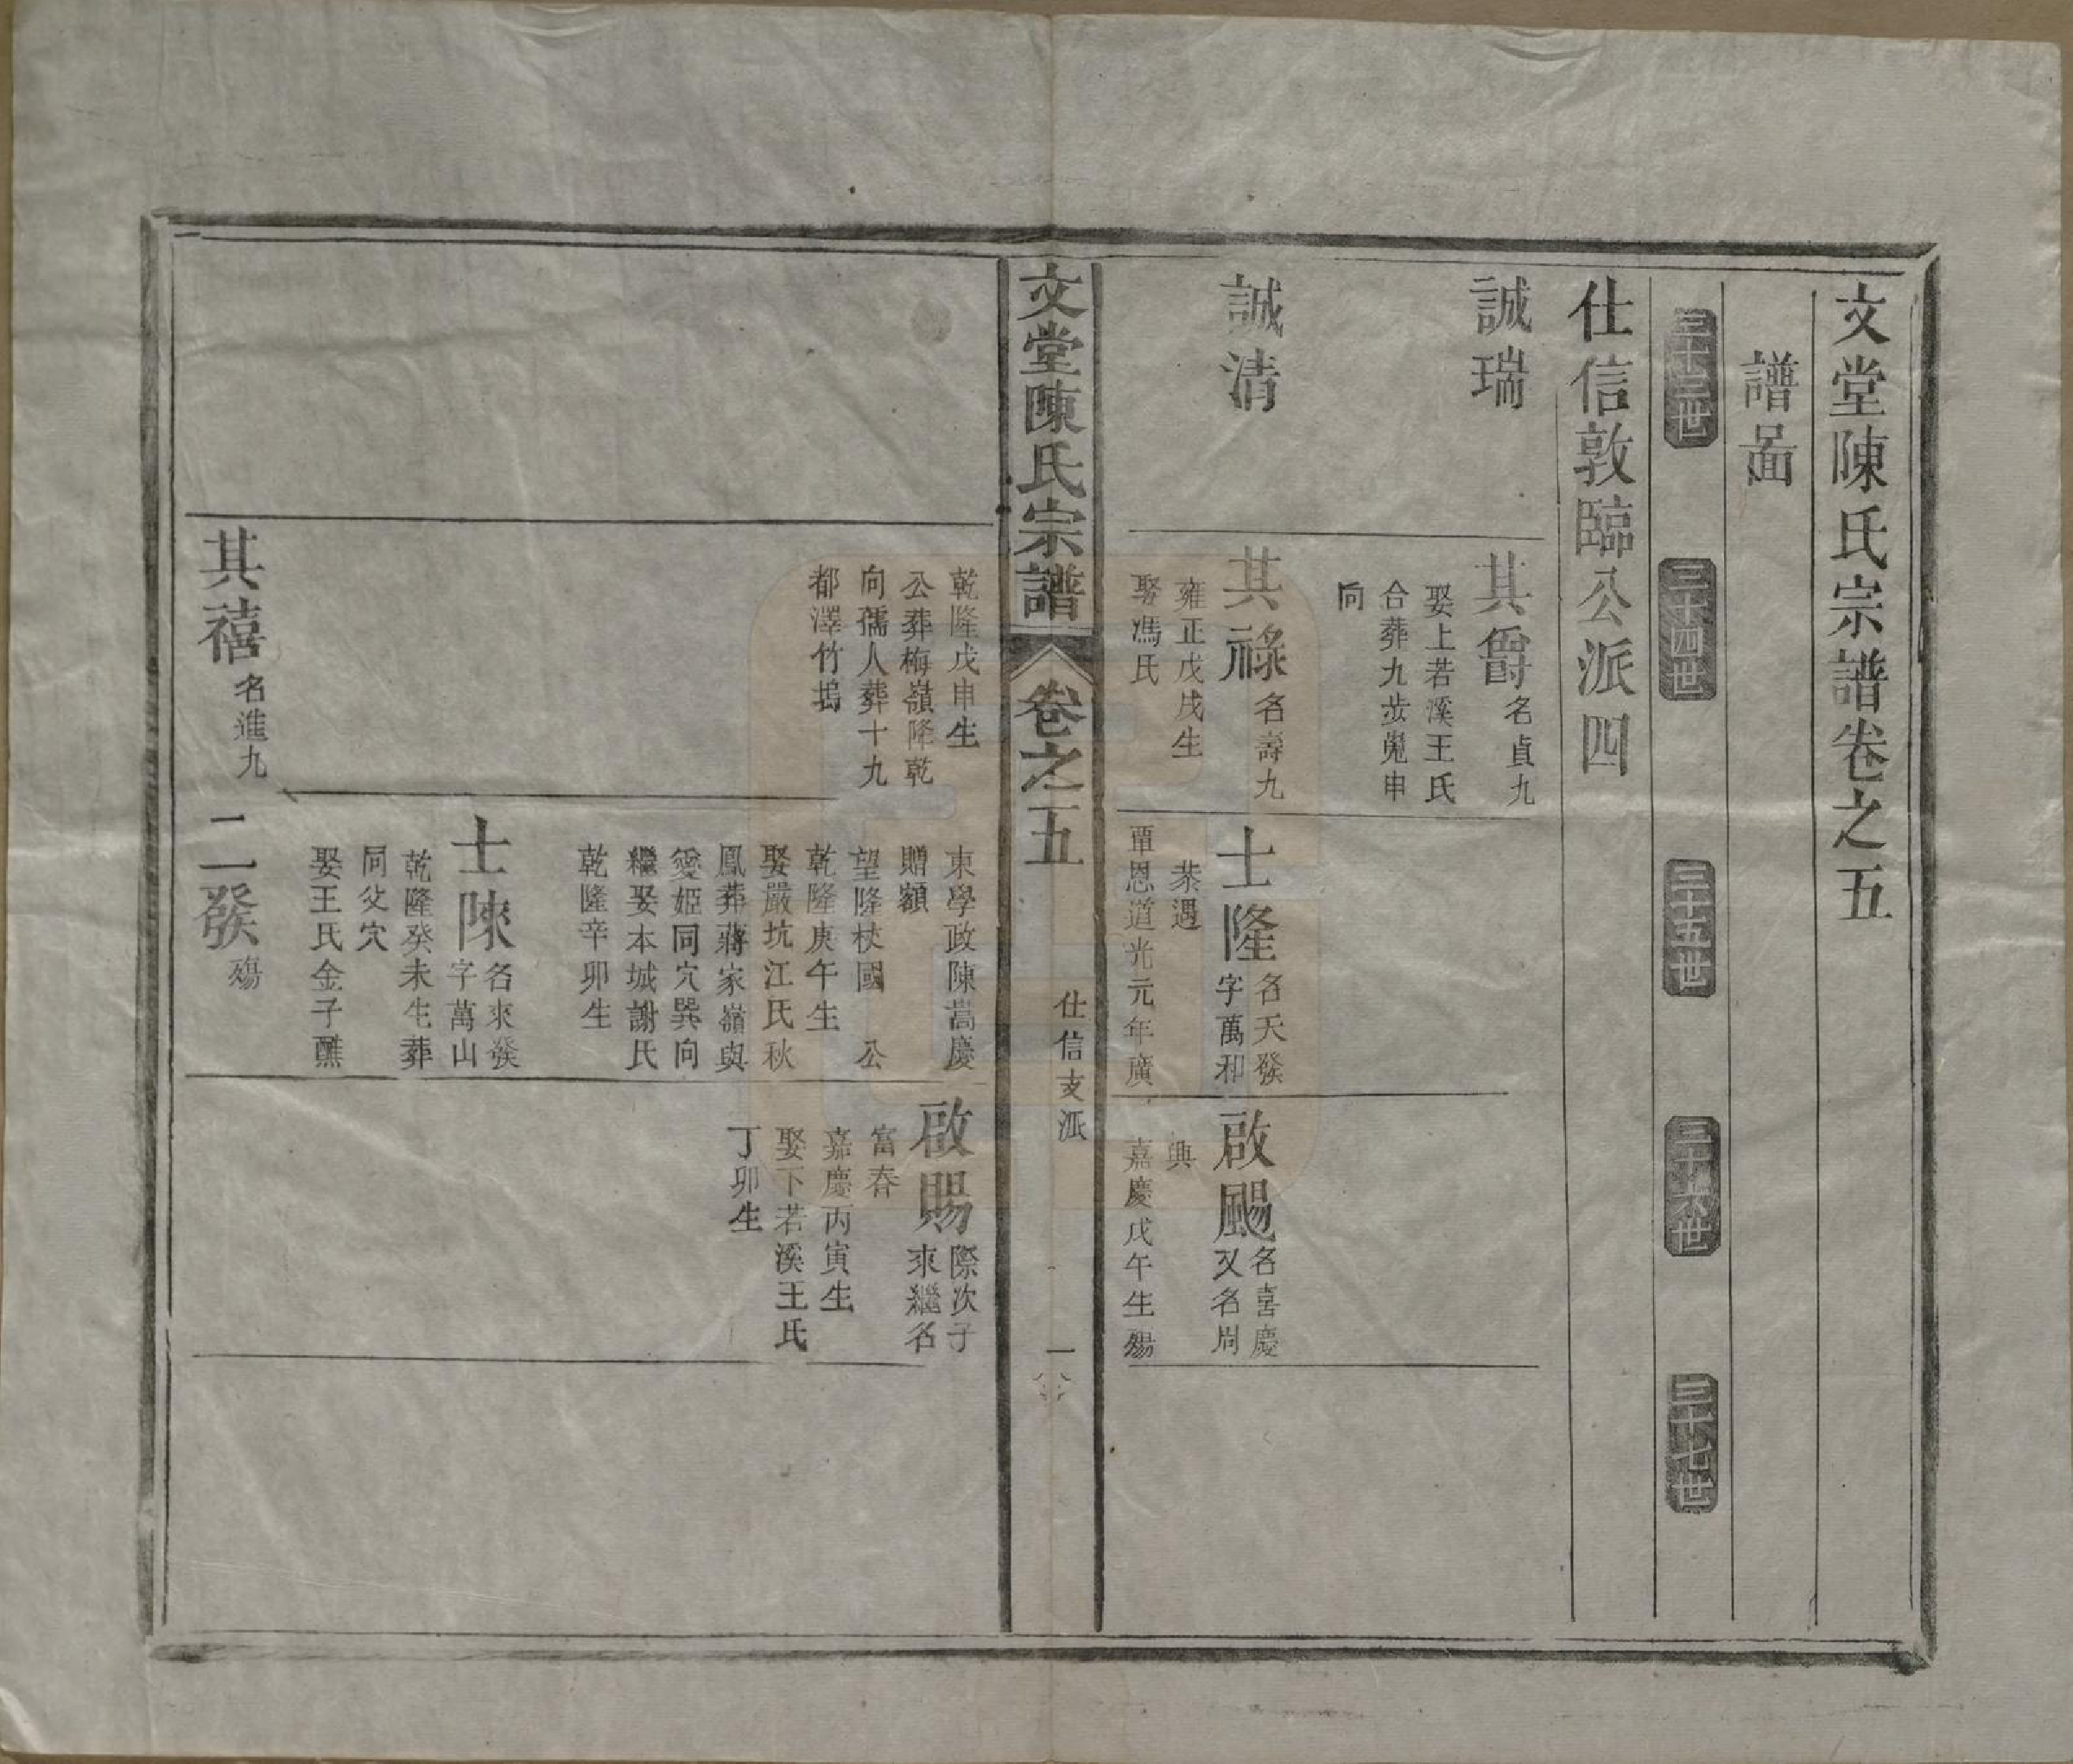 文堂陳氏宗譜卷之五
譜啚
三十三世
三十四世
三十五世
三十六世
三十七世
仕信敦臨公派四
誠瑞
其爵
名貞九
娶上若溪王氏
合葬九步嵬申
向
誠清
其祿
名壽九
雍正戊戌生
娶馮氏
士隆
名天發
字萬和
恭遇
覃恩道光元年廣
啟颺
名喜慶
又名周
興
嘉慶戊午生殤
文堂陳氏宗譜
卷之五
仕信支派
一
乾隆戊申生
公葬梅嶺降乾
向孺人葬十九
都澤竹塢
東學政陳嵩慶
贈額
望隆杖國 公
乾隆庚午生
娶嚴坑江氏秋
鳳葬蔣家嶺與
愛姬同穴巽向
繼娶本城謝氏
乾隆辛卯生
啟賜
際次子
來繼名
富春
嘉慶丙寅生
娶下若溪王氏
丁卯生
士陳
名來發
字萬山
乾隆癸未生葬
同父穴
娶王氏金子醮
其禧
名進九
二發
殤